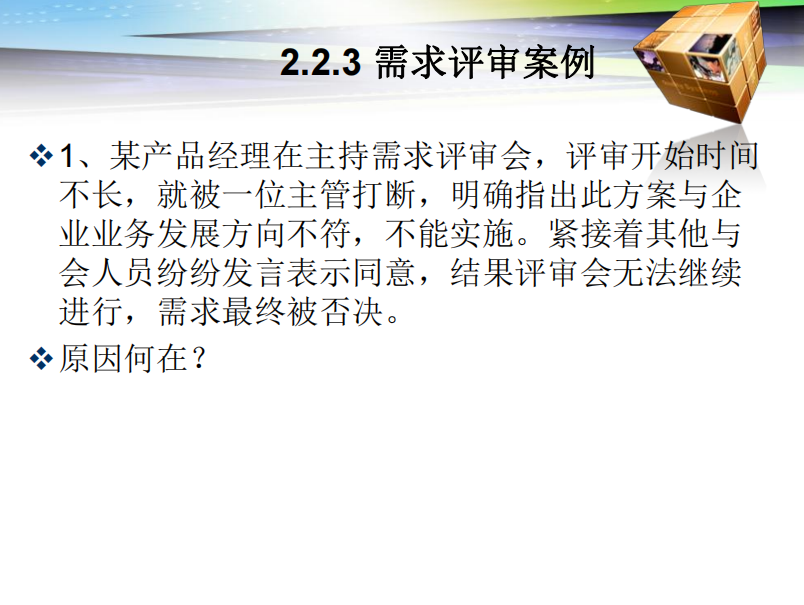 2.2.3 需求评审案例
❖1、某产品经理在主持需求评审会，评审开始时间
不长，就被一位主管打断，明确指出此方案与企
业业务发展方向不符，不能实施。紧接着其他与
会人员纷纷发言表示同意，结果评审会无法继续
进行，需求最终被否决。
❖原因何在？